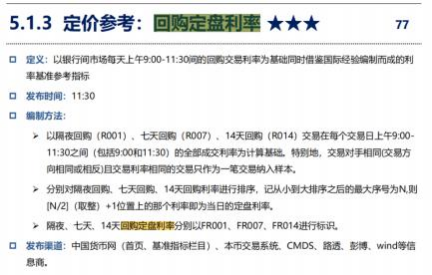 5.1.3 定价参考：回购定盘利率 ★★★ 77
定义：以银行间市场每天上午9:00-11:30间的回购交易利率为基础同时借鉴国际经验编制而成的利
率基准参考指标
发布时间：11:30
编制方法：
以隔夜回购（R001）、七天回购（R007）、14天回购（R014）交易在每个交易日上午9:00-
11:30之间（包括9:00和11:30）的全部成交利率为计算基础。特别地，交易对手相同(交易方
向相同或相反)且交易利率相同的交易只作为一笔交易纳入样本。
分别对隔夜回购、七天回购、14天回购利率进行排序，记从小到大排序之后的最大序号为N,则
[N/2]（取整）+1位置上的那个利率即为当日的定盘利率。
隔夜、七天、14天回购定盘利率分别以FR001、FR007、FR014进行标识。
发布渠道：中国货币网（首页、基准指标栏目）、本币交易系统、CMDS、路透、彭博、wind等信
息商。